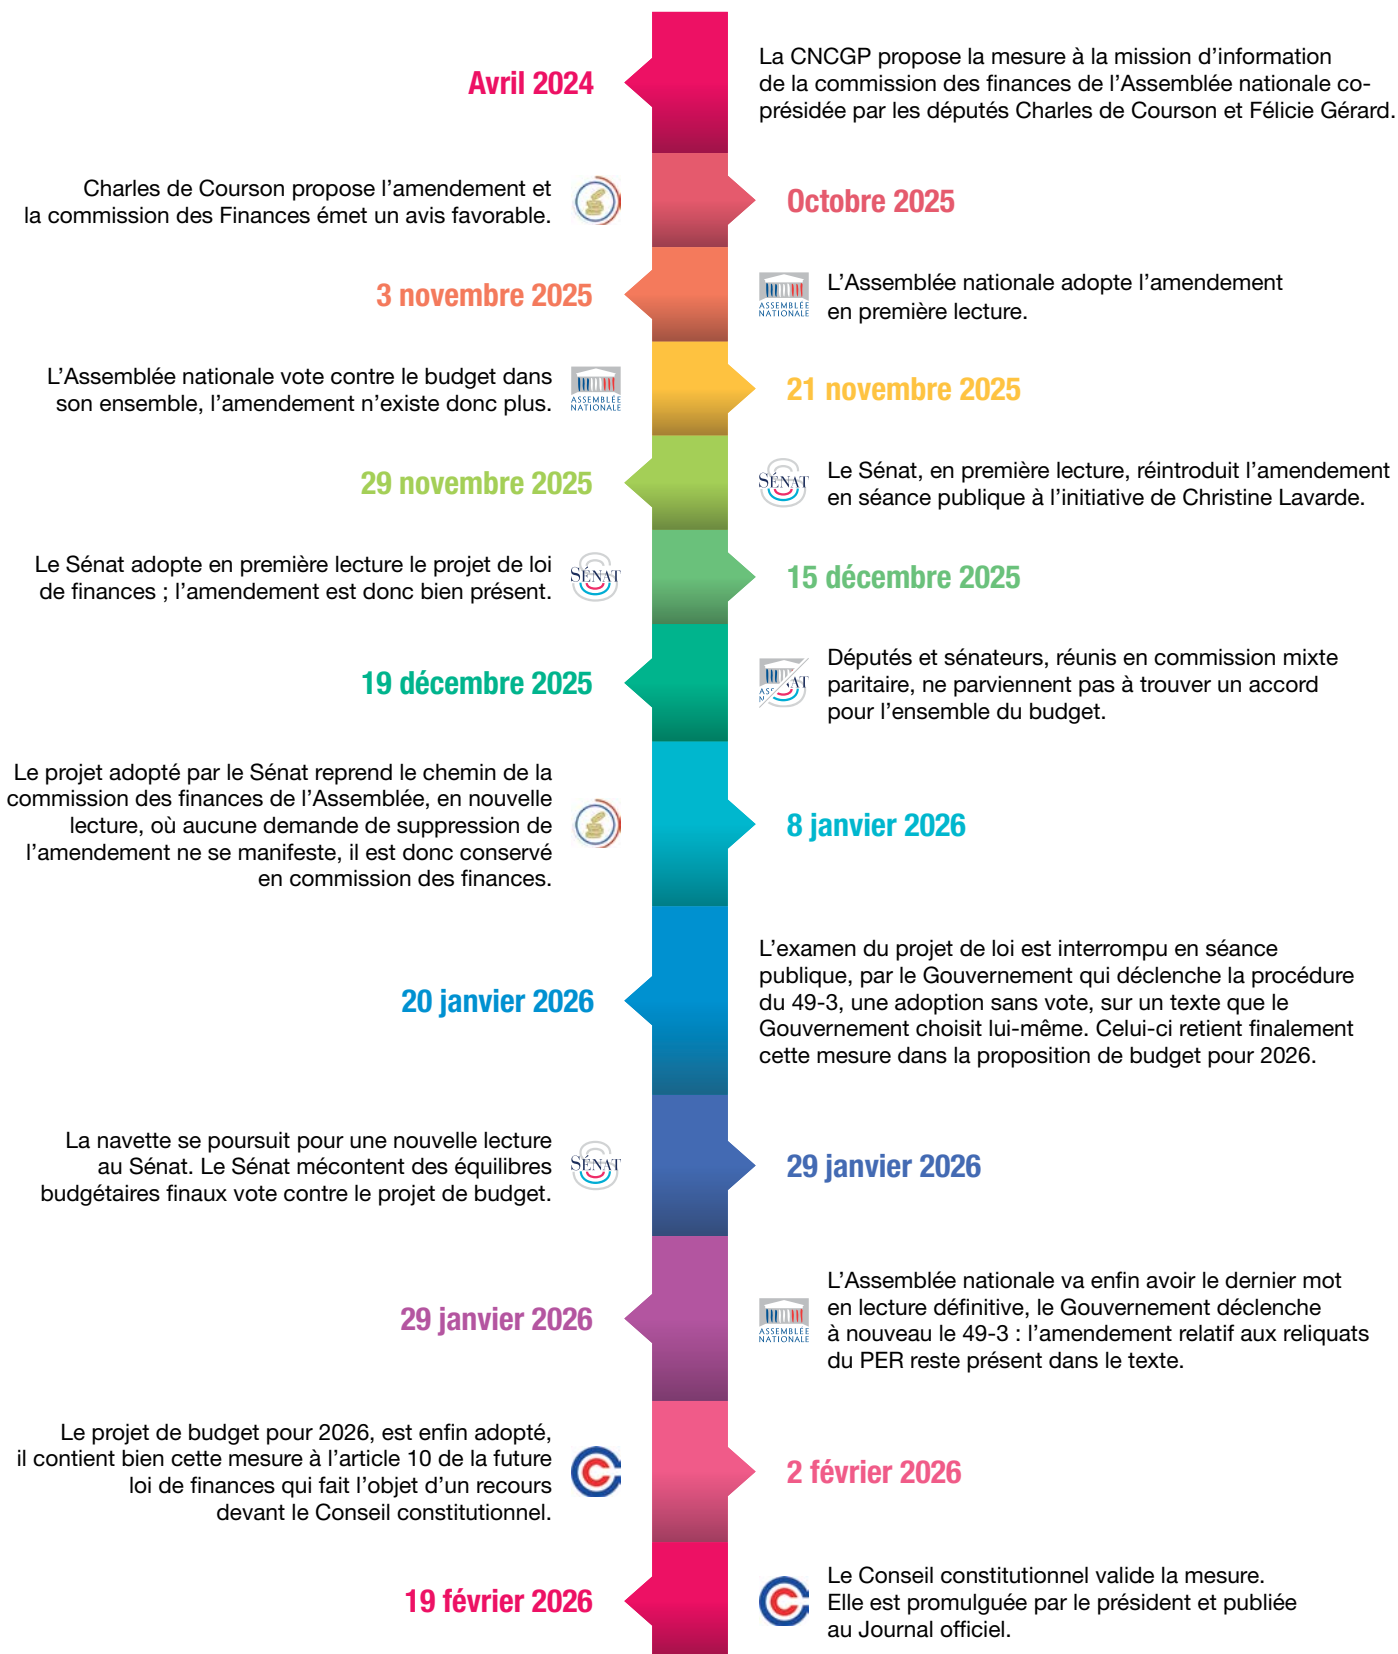 Avril 2024
La CNCGP propose la mesure à la mission d’information
de la commission des finances de l’Assemblée nationale co-
présidée par les députés Charles de Courson et Félicie Gérard.
Charles de Courson propose l’amendement et
la commission des Finances émet un avis favorable.
Octobre 2025
3 novembre 2025
ASSEMBLÉE
NATIONALE
L’Assemblée nationale adopte l’amendement
en première lecture.
L’Assemblée nationale vote contre le budget dans
son ensemble, l’amendement n’existe donc plus.
ASSEMBLÉE
NATIONALE
21 novembre 2025
29 novembre 2025
SÉNAT
Le Sénat, en première lecture, réintroduit l’amendement
en séance publique à l’initiative de Christine Lavarde.
Le Sénat adopte en première lecture le projet de loi
de finances ; l’amendement est donc bien présent.
SÉNAT
15 décembre 2025
19 décembre 2025
Députés et sénateurs, réunis en commission mixte
paritaire, ne parviennent pas à trouver un accord
pour l’ensemble du budget.
Le projet adopté par le Sénat reprend le chemin de la
commission des finances de l’Assemblée, en nouvelle
lecture, où aucune demande de suppression de
l’amendement ne se manifeste, il est donc conservé
en commission des finances.
8 janvier 2026
20 janvier 2026
L’examen du projet de loi est interrompu en séance
publique, par le Gouvernement qui déclenche la procédure
du 49-3, une adoption sans vote, sur un texte que le
Gouvernement choisit lui-même. Celui-ci retient finalement
cette mesure dans la proposition de budget pour 2026.
La navette se poursuit pour une nouvelle lecture
au Sénat. Le Sénat mécontent des équilibres
budgétaires finaux vote contre le projet de budget.
SÉNAT
29 janvier 2026
29 janvier 2026
ASSEMBLÉE
NATIONALE
L’Assemblée nationale va enfin avoir le dernier mot
en lecture définitive, le Gouvernement déclenche
à nouveau le 49-3 : l’amendement relatif aux reliquats
du PER reste présent dans le texte.
Le projet de budget pour 2026, est enfin adopté,
il contient bien cette mesure à l’article 10 de la future
loi de finances qui fait l’objet d’un recours
devant le Conseil constitutionnel.
2 février 2026
19 février 2026
Le Conseil constitutionnel valide la mesure.
Elle est promulguée par le président et publiée
au Journal officiel.